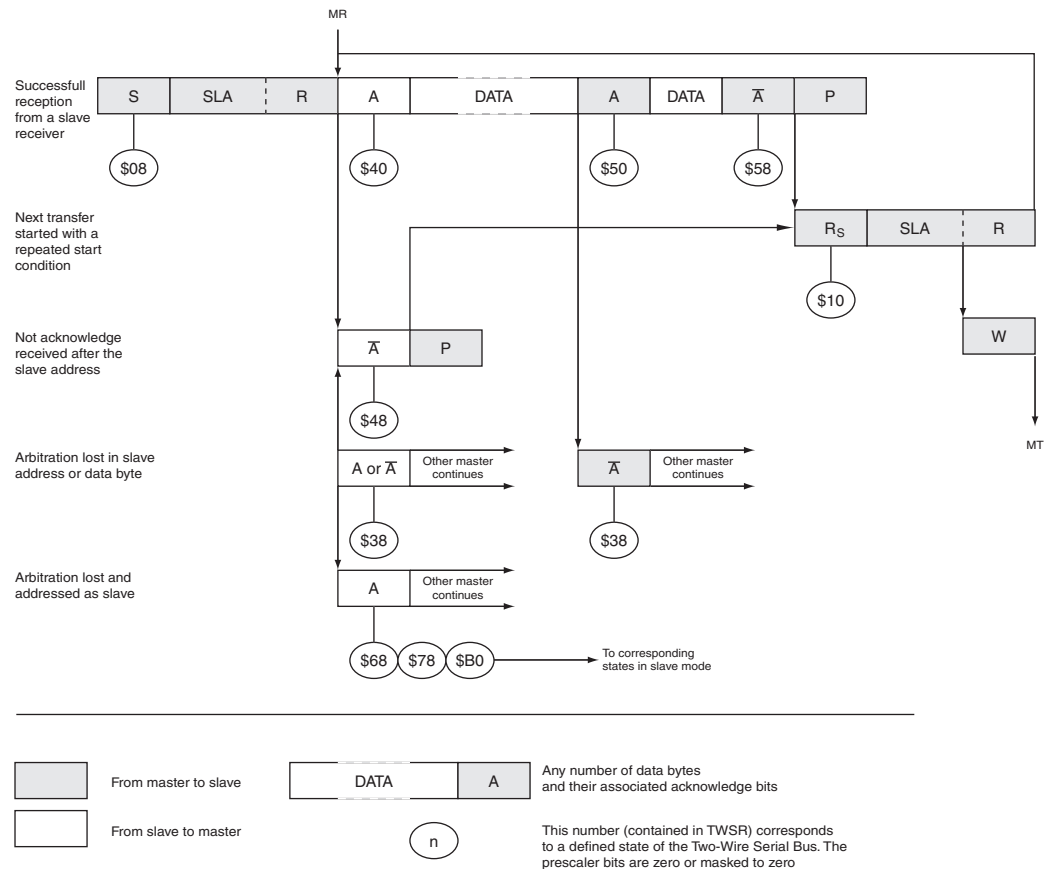 MR
Successfull
reception
from a slave
receiver
S SLA R A DATA A DATA A̅ P
$08 $40 $50 $58
Next transfer
started with a
repeated start
condition
RS SLA R
$10
Not acknowledge
received after the
slave address
A̅ P
W
$48
MT
Arbitration lost in slave
address or data byte
A or A̅ Other master
continues
A̅ Other master
continues
$38 $38
Arbitration lost and
addressed as slave
A Other master
continues
$68 $78 $B0 To corresponding
states in slave mode
From master to slave
DATA A
Any number of data bytes
and their associated acknowledge bits
From slave to master
n
This number (contained in TWSR) corresponds
to a defined state of the Two-Wire Serial Bus. The
prescaler bits are zero or masked to zero